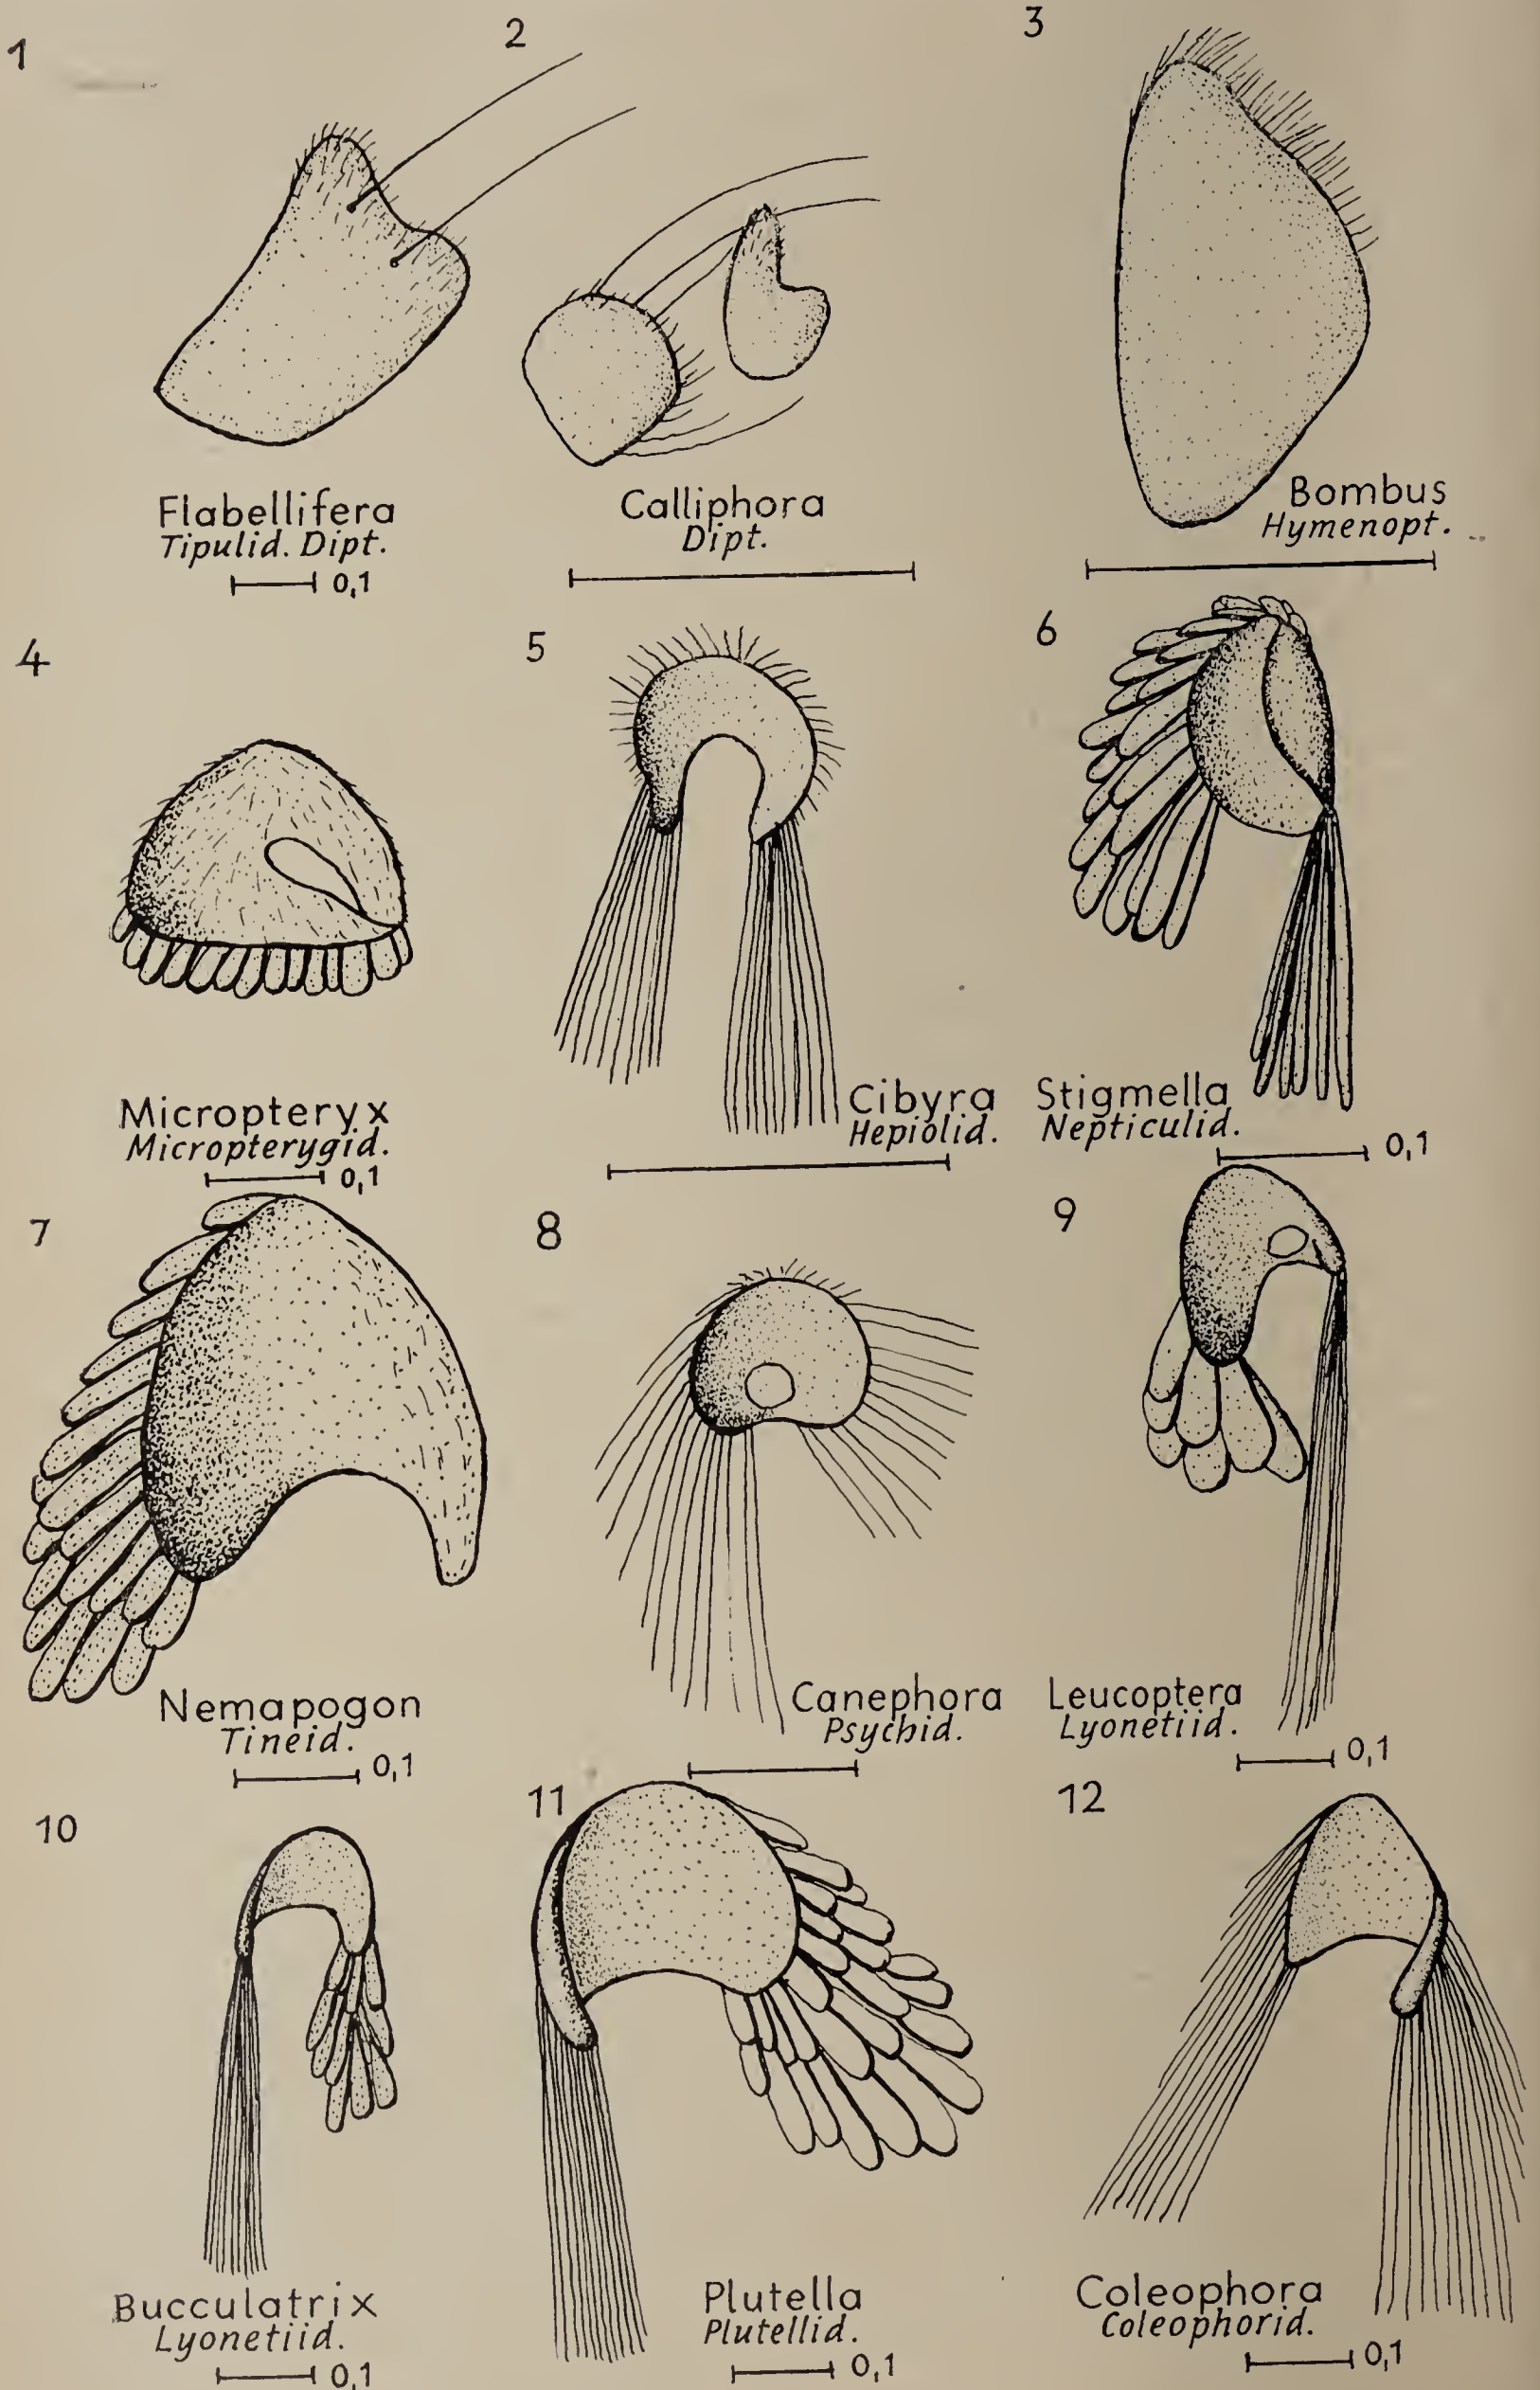 1
2
3
Flabellifera
Tipulid. Dipt.
0,1
Calliphora
Dipt.
Bombus
Hymenopt.
4
5
6
Micropteryx
Micropterygid.
0,1
Cibyra
Hepiolid.
Stigmella
Nepticulid.
0,1
7
8
9
Nemapogon
Tineid.
0,1
Canephora
Psychid.
Leucoptera
Lyonetiid.
0,1
10
11
12
Bucculatrix
Lyonetiid.
0,1
Plutella
Plutellid.
0,1
Coleophora
Coleophorid.
0,1